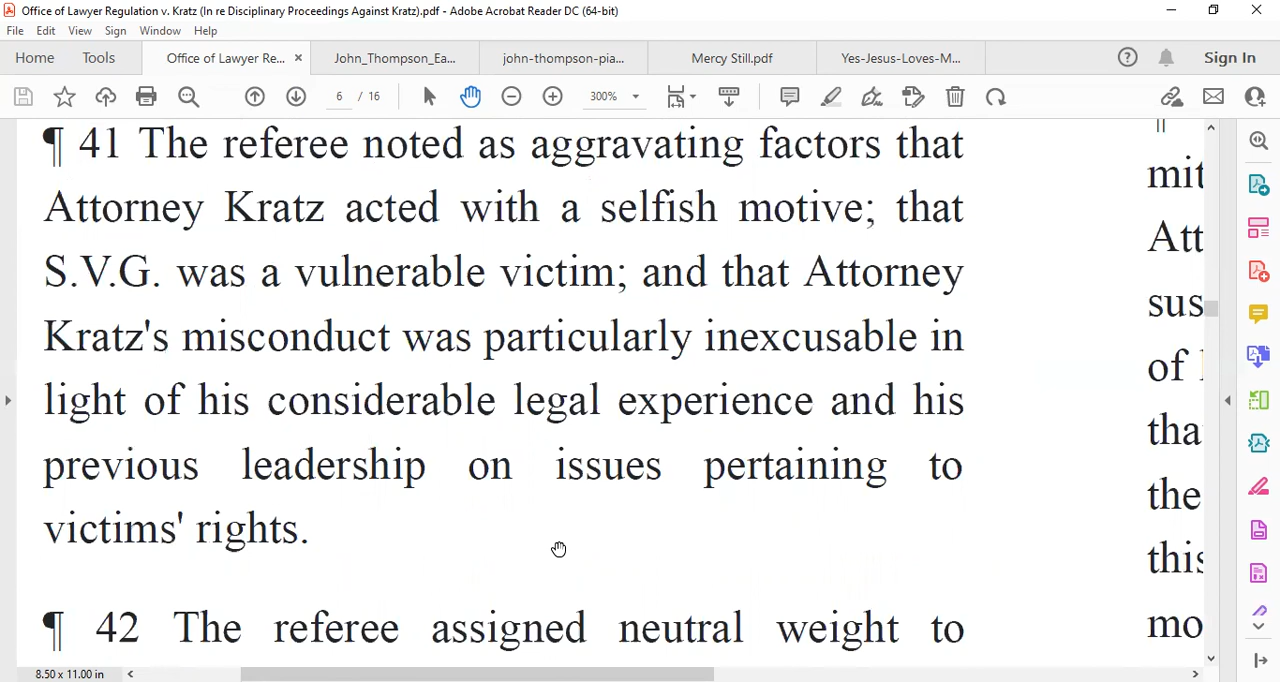 Office of Lawyer Regulation v. Kratz (In re Disciplinary Proceedings Against Kratz).pdf - Adobe Acrobat Reader DC (64-bit)
File Edit View Sign Window Help
Home Tools Office of Lawyer Re... × John_Thompson_Ea... john-thompson-pia... Mercy Still.pdf Yes-Jesus-Loves-M... Sign In
6 / 16 300%
¶ 41 The referee noted as aggravating factors that
Attorney Kratz acted with a selfish motive; that
S.V.G. was a vulnerable victim; and that Attorney
Kratz's misconduct was particularly inexcusable in
light of his considerable legal experience and his
previous leadership on issues pertaining to
victims' rights.
¶ 42 The referee assigned neutral weight to
mit
Att
sus
of
tha
the
this
mo
8.50 x 11.00 in